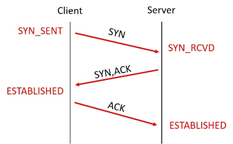 Client Server
SYN_SENT
SYN
SYN_RCVD
SYN,ACK
ESTABLISHED
ACK
ESTABLISHED